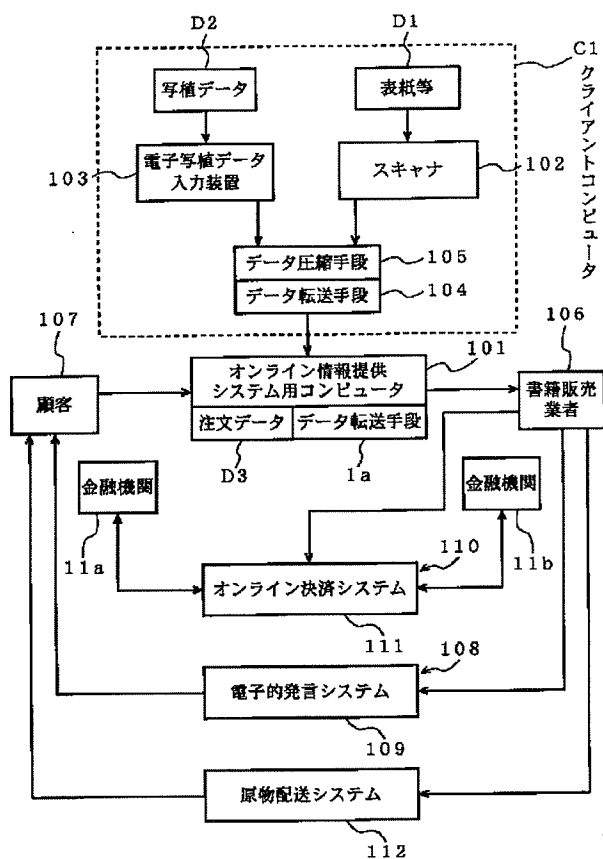 D2
D1
C1
クライアントコンピュータ
写植データ
表紙等
103
電子写植データ
入力装置
スキャナ
102
データ圧縮手段
105
データ転送手段
104
107
101
106
顧客
オンライン情報提供
システム用コンピュータ
書籍販売
業者
注文データ
データ転送手段
D3
1a
金融機関
金融機関
11a
11b
110
オンライン決済システム
111
108
電子的発言システム
109
原物配送システム
112